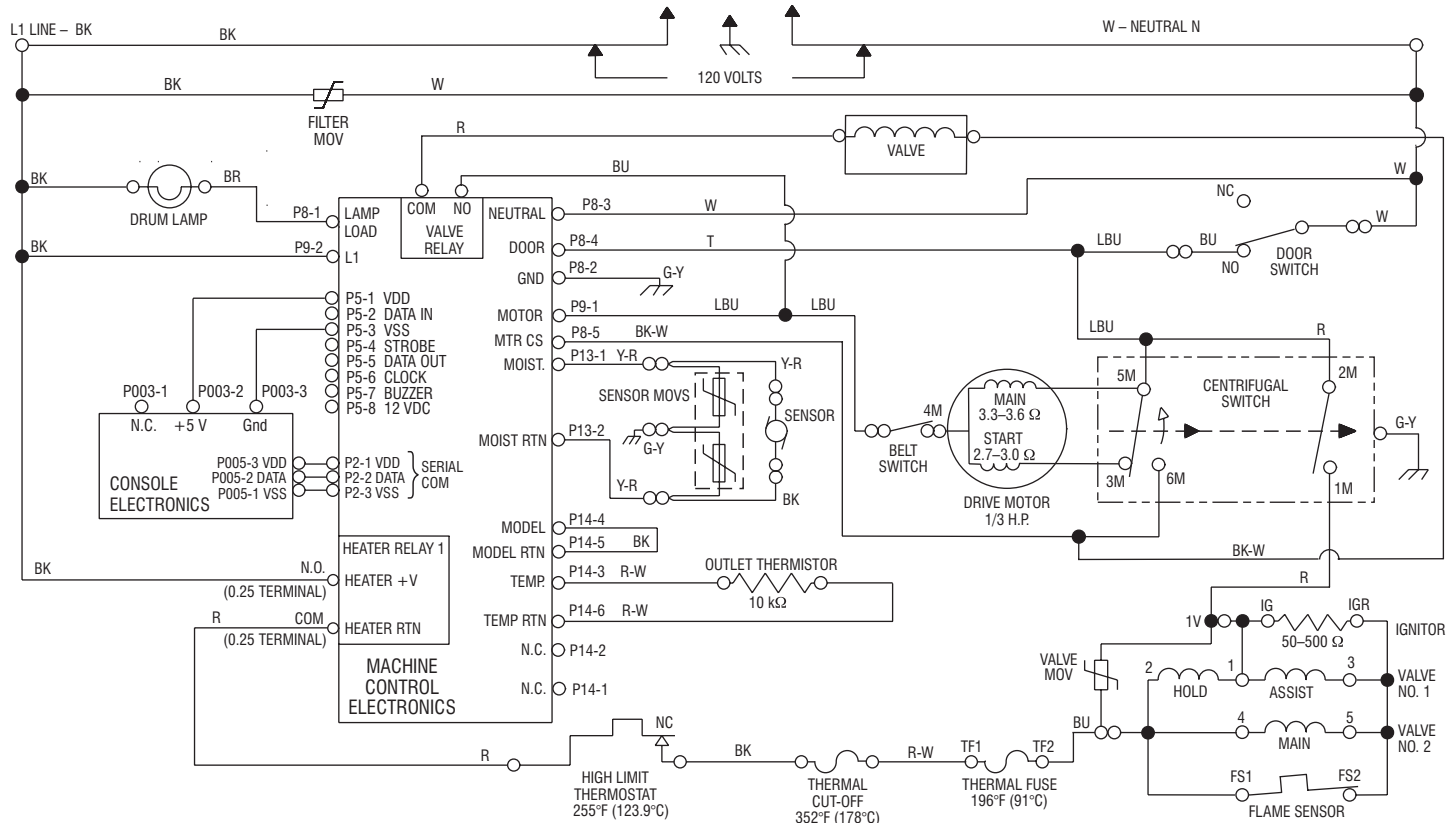 L1 LINE – BK
BK
W – NEUTRAL N
120 VOLTS
BK
W
FILTER
MOV
R
VALVE
BU
BK
BR
DRUM LAMP
P8-1
LAMP
LOAD
COM NO
VALVE
RELAY
NEUTRAL
P8-3
W
W
NC
BK
P9-2
L1
DOOR
P8-4
T
LBU
BU
NO
W
DOOR
SWITCH
GND
P8-2
G-Y
P5-1 VDD
P5-2 DATA IN
P5-3 VSS
P5-4 STROBE
P5-5 DATA OUT
P5-6 CLOCK
P5-7 BUZZER
P5-8 12 VDC
MOTOR
P9-1
LBU
LBU
MTR CS
P8-5
BK-W
MOIST.
P13-1
Y-R
Y-R
LBU
R
P003-1
P003-2
P003-3
N.C.
+5 V
Gnd
SENSOR MOVS
SENSOR
G-Y
MOIST RTN
P13-2
Y-R
BK
4M
BELT
SWITCH
MAIN
3.3–3.6 Ω
START
2.7–3.0 Ω
DRIVE MOTOR
1/3 H.P.
5M
CENTRIFUGAL
SWITCH
2M
3M
6M
1M
G-Y
P005-3 VDD
P005-2 DATA
P005-1 VSS
P2-1 VDD
P2-2 DATA
P2-3 VSS
SERIAL
COM
CONSOLE
ELECTRONICS
MODEL
P14-4
MODEL RTN
P14-5
BK
BK-W
R
HEATER RELAY 1
BK
N.O.
(0.25 TERMINAL)
HEATER +V
TEMP.
P14-3
R-W
OUTLET THERMISTOR
10 kΩ
R
COM
(0.25 TERMINAL)
HEATER RTN
TEMP RTN
P14-6
R-W
N.C.
P14-2
N.C.
P14-1
MACHINE
CONTROL
ELECTRONICS
1V
IG
IGR
50–500 Ω
IGNITOR
VALVE
MOV
2
HOLD
1
ASSIST
3
VALVE
NO. 1
BU
4
MAIN
5
VALVE
NO. 2
FS1
FS2
FLAME SENSOR
R
NC
HIGH LIMIT
THERMOSTAT
255°F (123.9°C)
BK
THERMAL
CUT-OFF
352°F (178°C)
R-W
TF1
TF2
THERMAL FUSE
196°F (91°C)